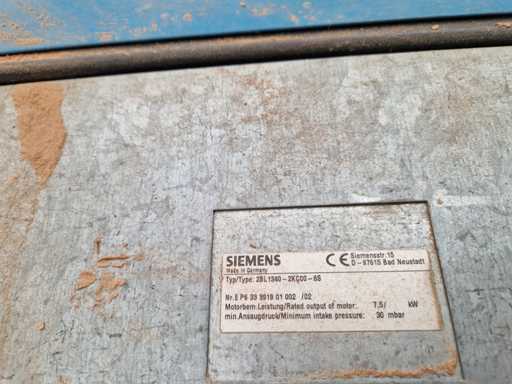 SIEMENS
Made in Germany
CE
Siemensstr.15
D-97615 Bad Neustadt
Typ/Type: 2BL1340-2KC00-6S
Nr.E P6 33 3919 01 002 /02
Motorbem.Leistung/Rated output of motor: 7,5/ kW
min.Ansaugdruck/Minimum intake pressure: 30 mbar